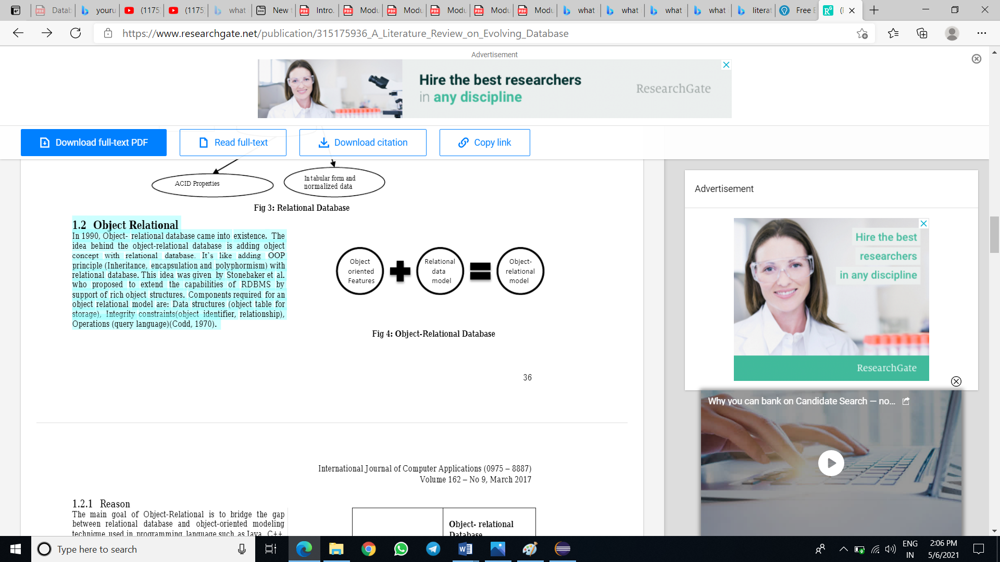 Datab
youru
(1175
(1175
what
New t
Intro.
Modu
Modu
Modu
Modu
Modu
what
what
what
what
literat
Free E
(
https://www.researchgate.net/publication/315175936_A_Literature_Review_on_Evolving_Database
Advertisement
Hire the best researchers
in any discipline
ResearchGate
Download full-text PDF
Read full-text
Download citation
Copy link
ACID Properties
In tabular form and
normalized data
Fig 3: Relational Database
1.2 Object Relational
In 1990, Object- relational database came into existence. The
idea behind the object-relational database is adding object
concept with relational database. It's like adding OOP
principle (Inheritance, encapsulation and polyphormism) with
relational database. This idea was given by Stonebaker et al.
who proposed to extend the capabilities of RDBMS by
support of rich object structures. Components required for an
object relational model are: Data structures (object table for
storage), Integrity constraints(object identifier, relationship),
Operations (query language)(Codd, 1970).
Object
oriented
Features
Relational
data
model
Object-
relational
model
Fig 4: Object-Relational Database
36
International Journal of Computer Applications (0975 – 8887)
Volume 162 – No 9, March 2017
1.2.1 Reason
The main goal of Object-Relational is to bridge the gap
between relational database and object-oriented modeling
technique used in programming language such as Java, C++,
Object- relational
Database
Advertisement
Hire the best
researchers
in any discipline
ResearchGate
Why you can bank on Candidate Search — no...
Type here to search
ENG
IN
2:06 PM
5/6/2021